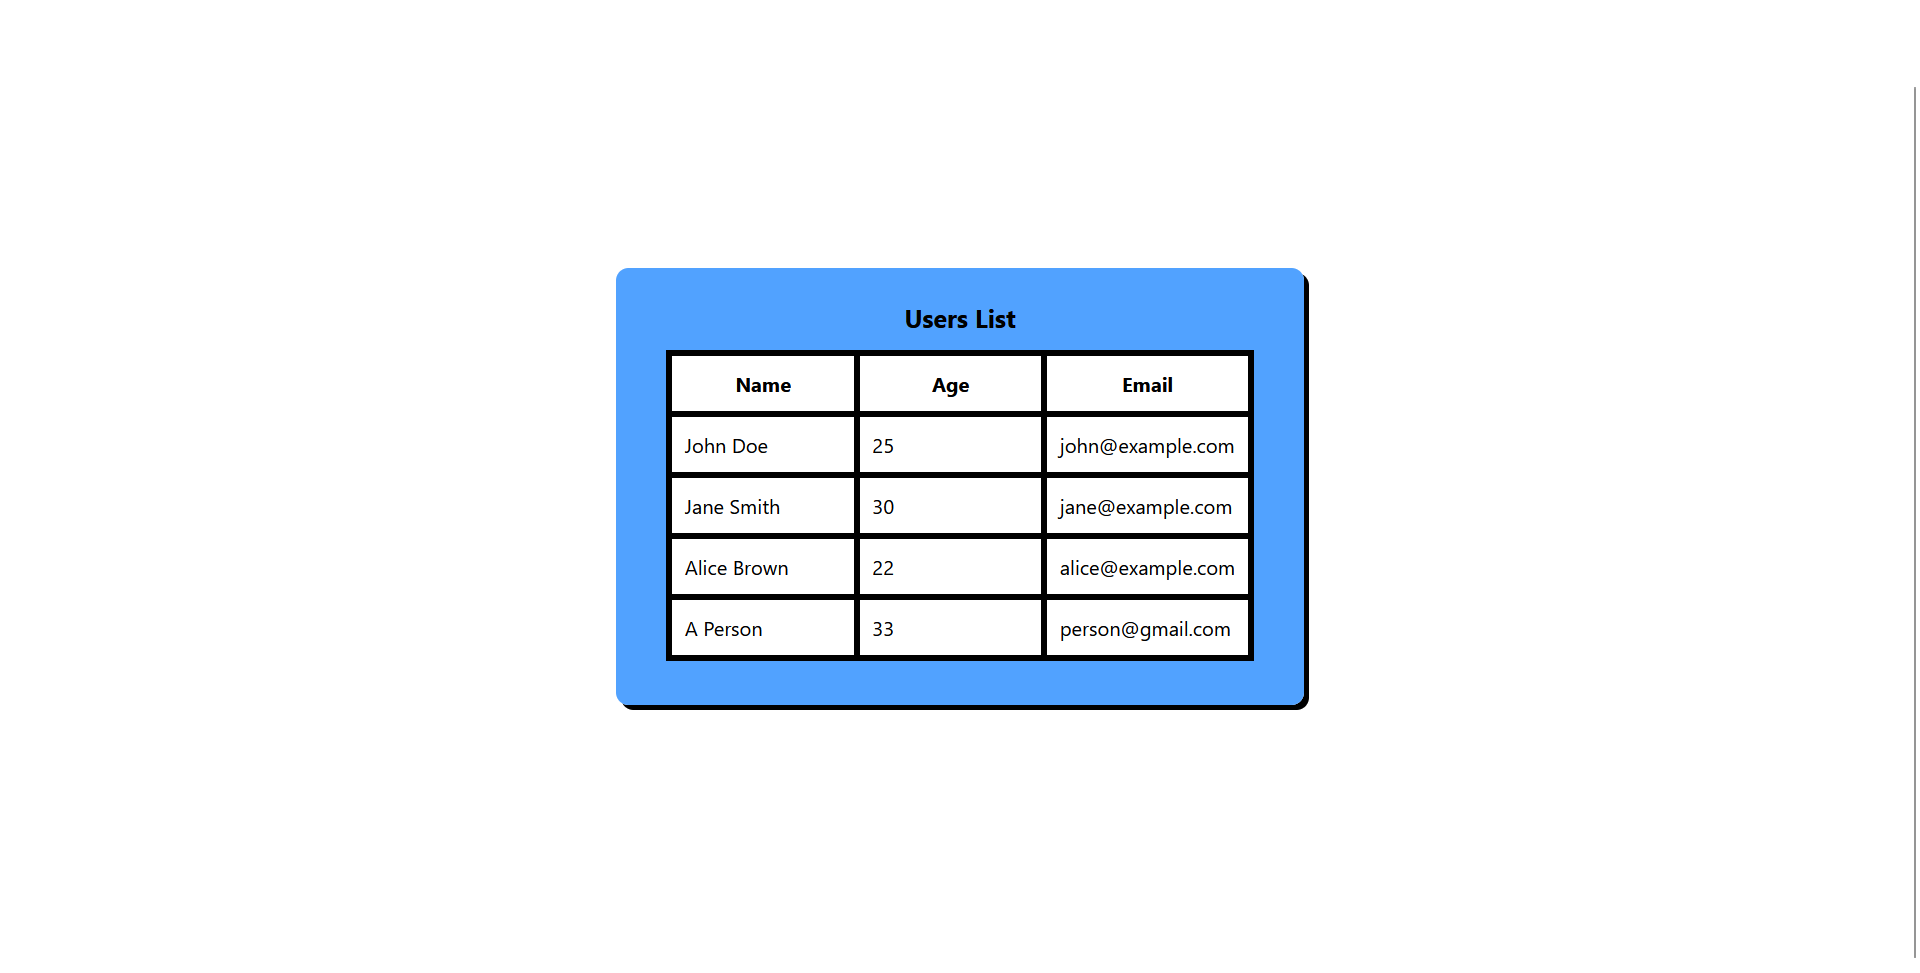 Users List
Name Age Email
John Doe 25 john@example.com
Jane Smith 30 jane@example.com
Alice Brown 22 alice@example.com
A Person 33 person@gmail.com